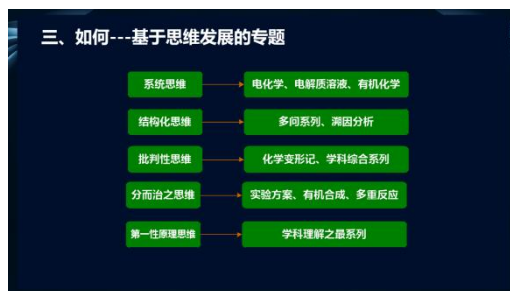 三、如何---基于思维发展的专题
系统思维 电化学、电解质溶液、有机化学
结构化思维 多问系列、溯因分析
批判性思维 化学变形记、学科综合系列
分而治之思维 实验方案、有机合成、多重反应
第一性原理思维 学科理解之最系列